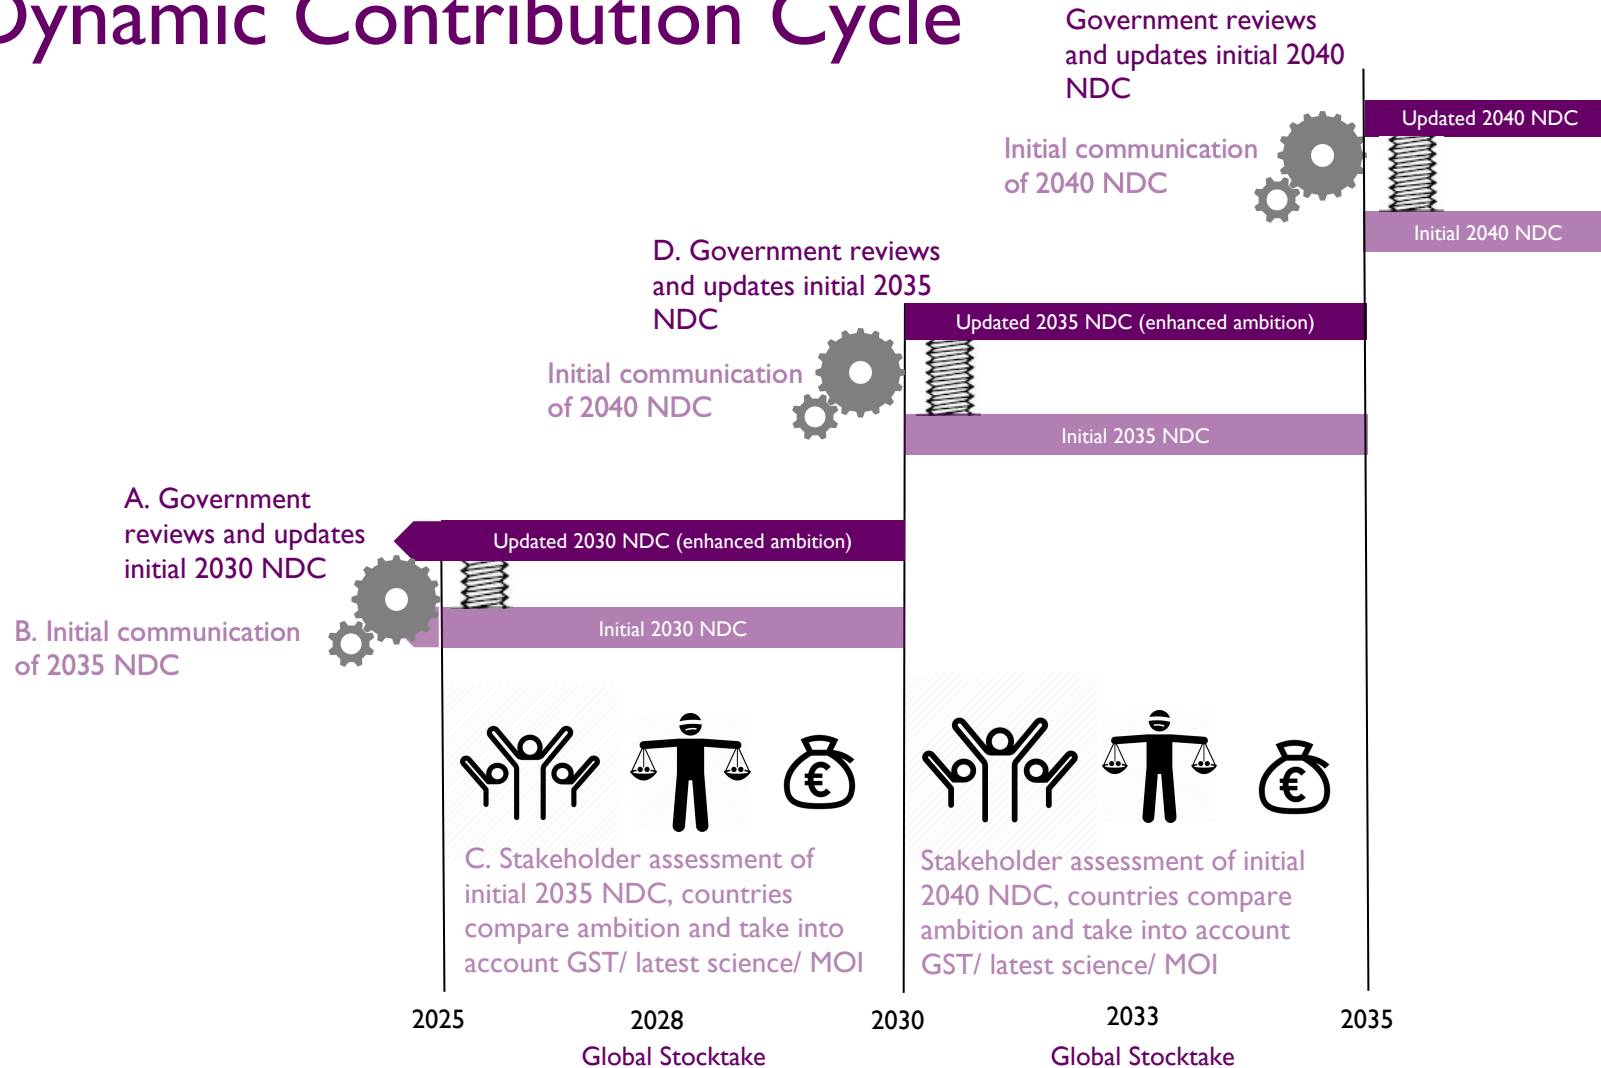 Dynamic Contribution Cycle
Government reviews
and updates initial 2040
NDC
Updated 2040 NDC
Initial communication
of 2040 NDC
Initial 2040 NDC
D. Government reviews
and updates initial 2035
NDC
Updated 2035 NDC (enhanced ambition)
Initial communication
of 2040 NDC
Initial 2035 NDC
A. Government
reviews and updates
initial 2030 NDC
Updated 2030 NDC (enhanced ambition)
B. Initial communication
of 2035 NDC
Initial 2030 NDC
€
€
C. Stakeholder assessment of
initial 2035 NDC, countries
compare ambition and take into
account GST/ latest science/ MOI
Stakeholder assessment of initial
2040 NDC, countries compare
ambition and take into account
GST/ latest science/ MOI
2025
2028
2030
2033
2035
Global Stocktake
Global Stocktake